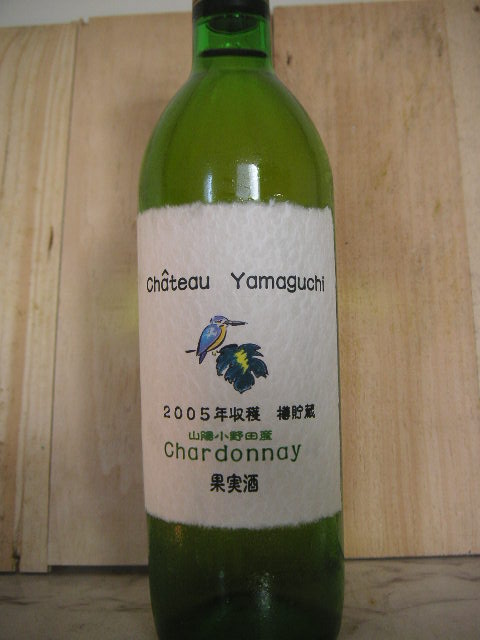 Château Yamaguchi
2005年収穫 樽貯蔵
山陽小野田産
Chardonnay
果実酒